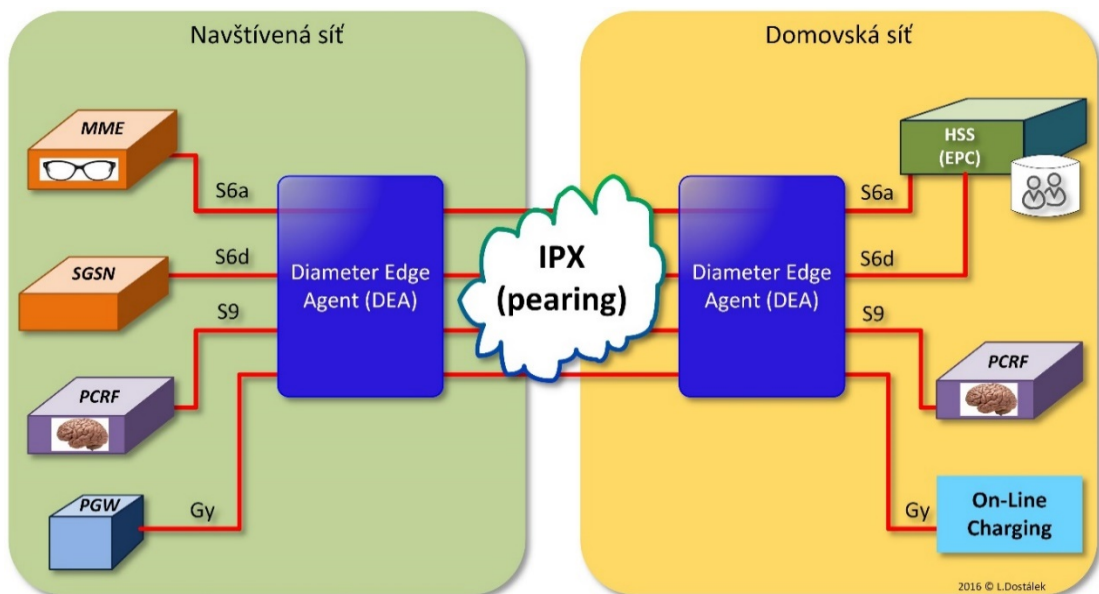 Navštívená síť
Domovská síť
MME
HSS
(EPC)
S6a
S6a
SGSN
S6d
Diameter Edge
Agent (DEA)
IPX
(pearing)
Diameter Edge
Agent (DEA)
S6d
S9
S9
PCRF
PCRF
PGW
Gy
Gy
On-Line
Charging
2016 © L.Dostálek